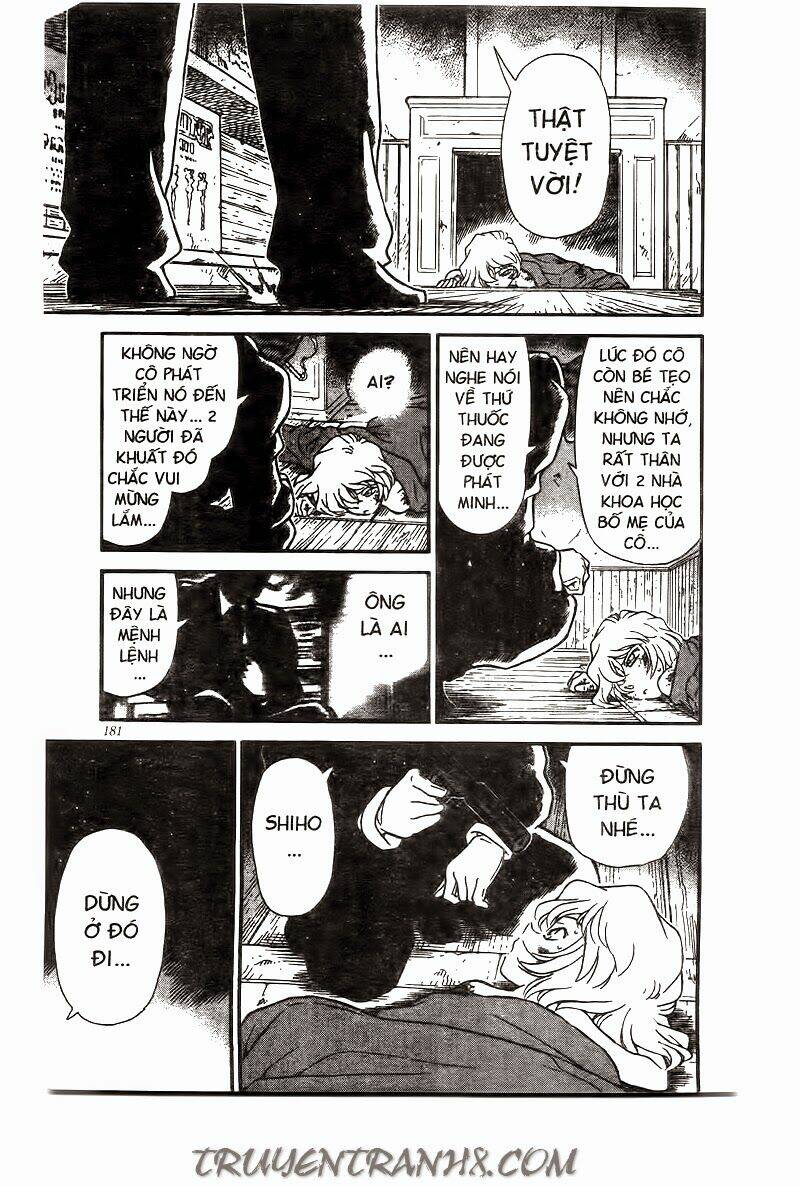 THẬT
TUYỆT
VỜI!
LÚC ĐÓ CÔ
CÒN BÉ TẸO
NÊN CHẮC
KHÔNG NHỚ,
NHƯNG TA
RẤT THÂN
VỚI 2 NHÀ
KHOA HỌC
BỐ MẸ CỦA
CÔ...
NÊN HAY
NGHE NÓI
VỀ THỨ
THUỐC
ĐANG
ĐƯỢC
PHÁT
MINH...
AI?
KHÔNG NGỜ
CÔ PHÁT
TRIỂN NÓ ĐẾN
THẾ NÀY... 2
NGƯỜI ĐÃ
KHUẤT ĐÓ
CHẮC VUI
MỪNG
LẮM...
ÔNG
LÀ AI
...
NHƯNG
ĐÂY LÀ
MỆNH
LỆNH
...
181
ĐỪNG
THÙ TA
NHÉ...
SHIHO
...
DỪNG
Ở ĐÓ
ĐI...
TRUYENTRANH8.COM